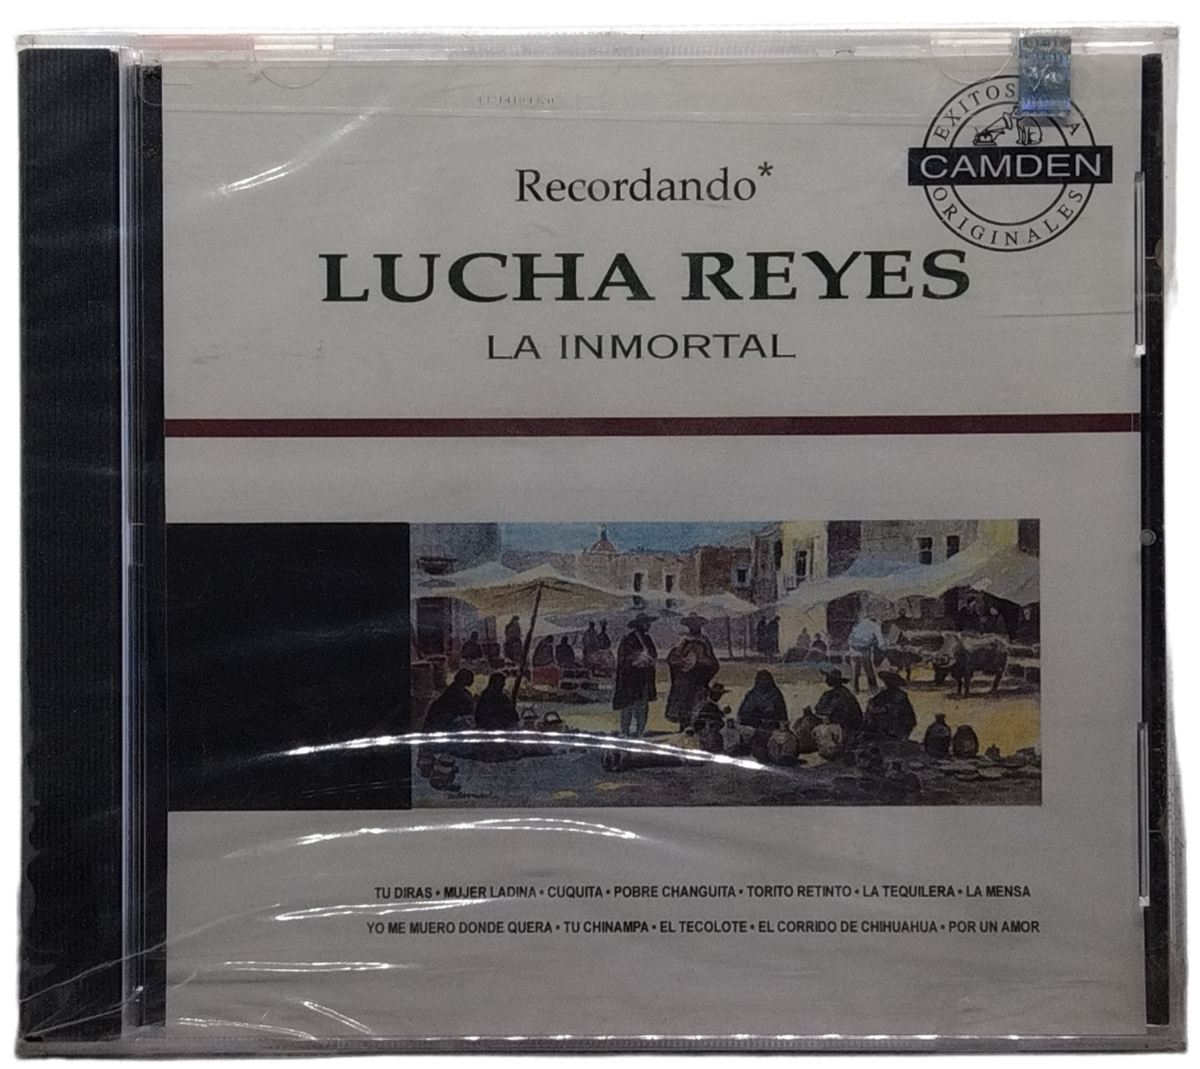 EXITOS RCA
CAMDEN
ORIGINALES
Recordando*
LUCHA REYES
LA INMORTAL
TU DIRAS • MUJER LADINA • CUQUITA • POBRE CHANGUITA • TORITO RETINTO • LA TEQUILERA • LA MENSA
YO ME MUERO DONDE QUERA • TU CHINAMPA • EL TECOLOTE • EL CORRIDO DE CHIHUAHUA • POR UN AMOR